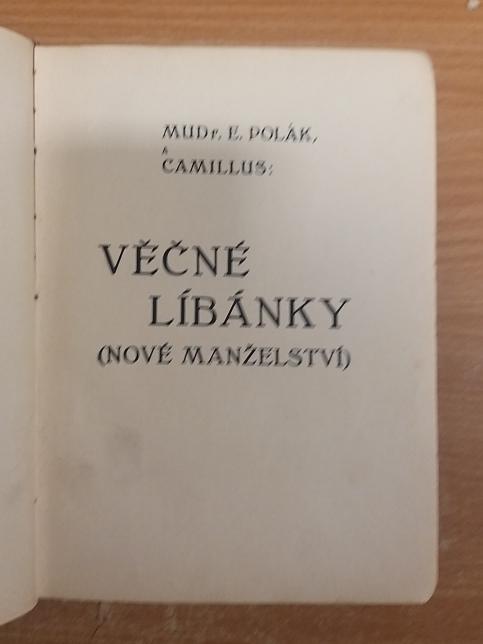 MUDr. E. POLÁK,
A
CAMILLUS:
VĚČNÉ
LÍBÁNKY
(NOVÉ MANŽELSTVÍ)